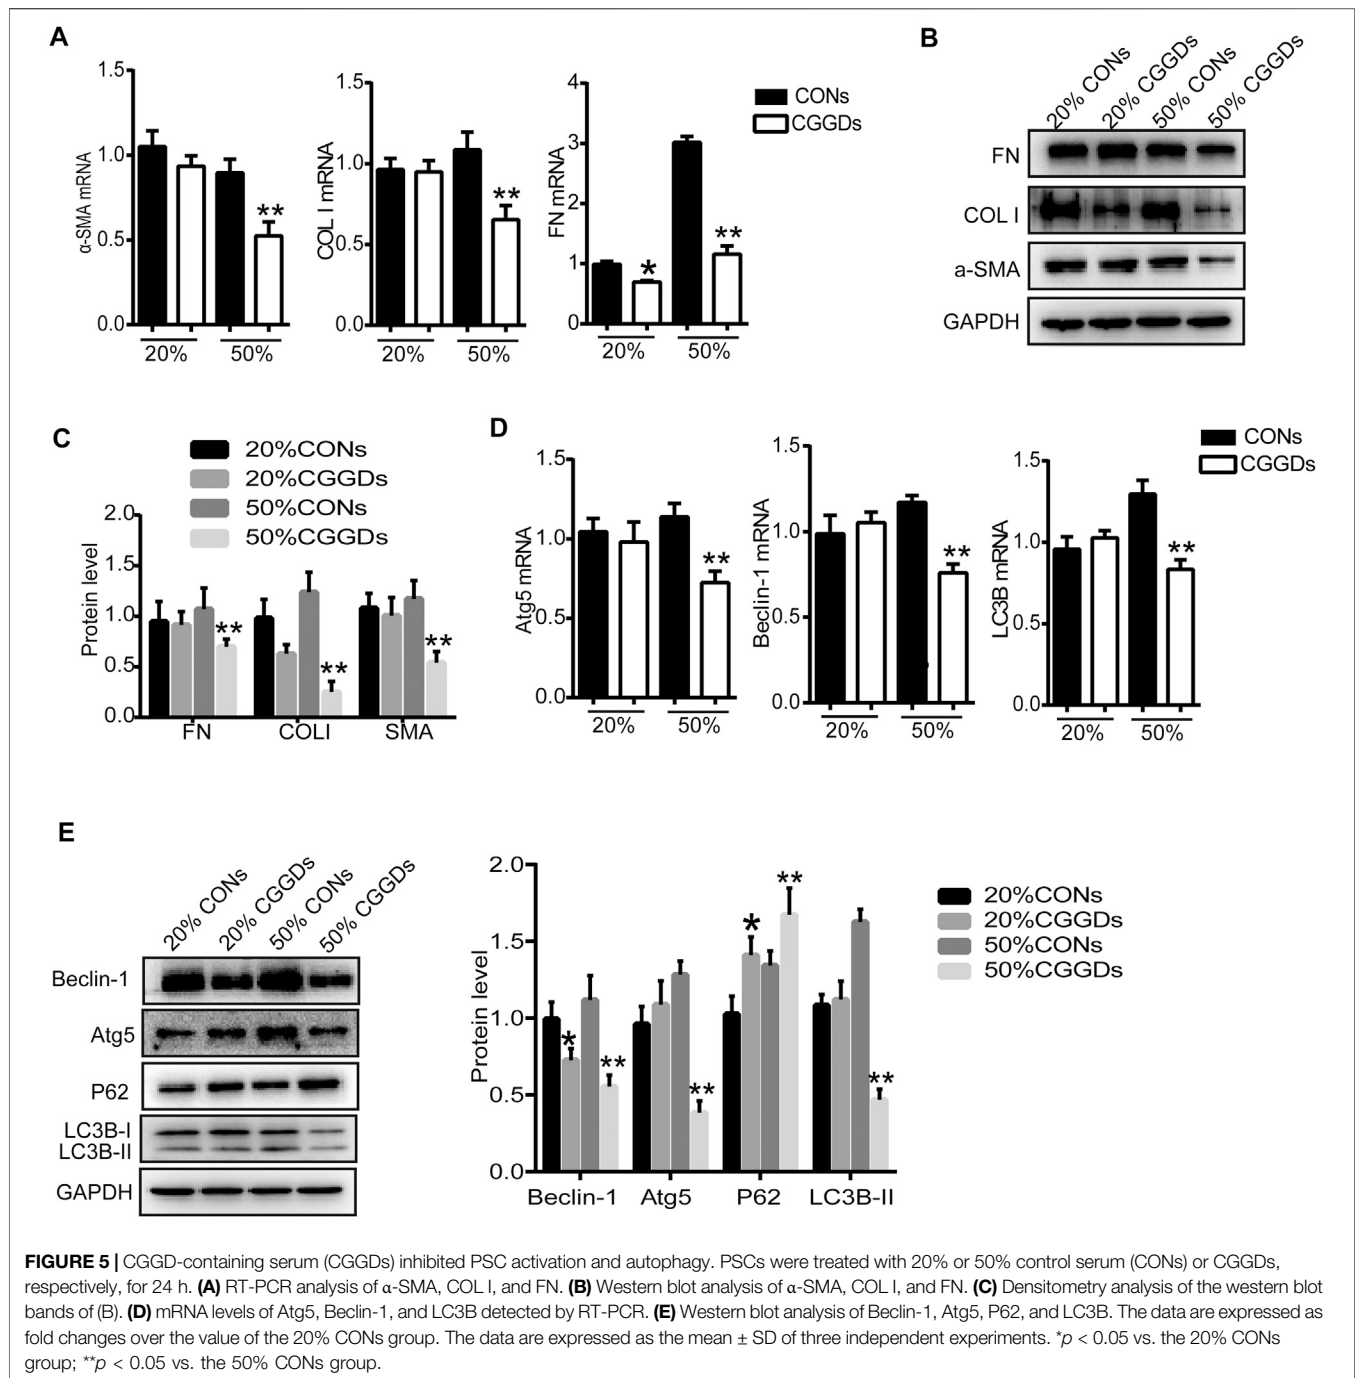 A
1.5
1.0
0.5
0.0
α-SMA mRNA
**
20%
50%
1.5
1.0
0.5
0.0
COL I mRNA
**
20%
50%
4
3
2
1
0
FN mRNA
*
**
20%
50%
CONs
CGGDs
B
20% CONs
20% CGGDs
50% CONs
50% CGGDs
FN
COL I
a-SMA
GAPDH
C
20%CONs
20%CGGDs
50%CONs
50%CGGDs
2.0
1.5
1.0
0.5
0.0
Protein level
**
**
**
FN
COLI
SMA
D
1.5
1.0
0.5
0.0
Atg5 mRNA
**
20%
50%
1.5
1.0
0.5
0.0
Beclin-1 mRNA
**
20%
50%
1.5
1.0
0.5
0.0
LC3B mRNA
**
20%
50%
CONs
CGGDs
E
20% CONs
20% CGGDs
50% CONs
50% CGGDs
Beclin-1
Atg5
P62
LC3B-I
LC3B-II
GAPDH
2.0
1.5
1.0
0.5
0.0
Protein level
*
**
**
*
**
**
Beclin-1
Atg5
P62
LC3B-II
20%CONs
20%CGGDs
50%CONs
50%CGGDs
FIGURE 5 | CGGD-containing serum (CGGDs) inhibited PSC activation and autophagy. PSCs were treated with 20% or 50% control serum (CONs) or CGGDs,
respectively, for 24 h. (A) RT-PCR analysis of α-SMA, COL I, and FN. (B) Western blot analysis of α-SMA, COL I, and FN. (C) Densitometry analysis of the western blot
bands of (B). (D) mRNA levels of Atg5, Beclin-1, and LC3B detected by RT-PCR. (E) Western blot analysis of Beclin-1, Atg5, P62, and LC3B. The data are expressed as
fold changes over the value of the 20% CONs group. The data are expressed as the mean ± SD of three independent experiments. *p < 0.05 vs. the 20% CONs
group; **p < 0.05 vs. the 50% CONs group.